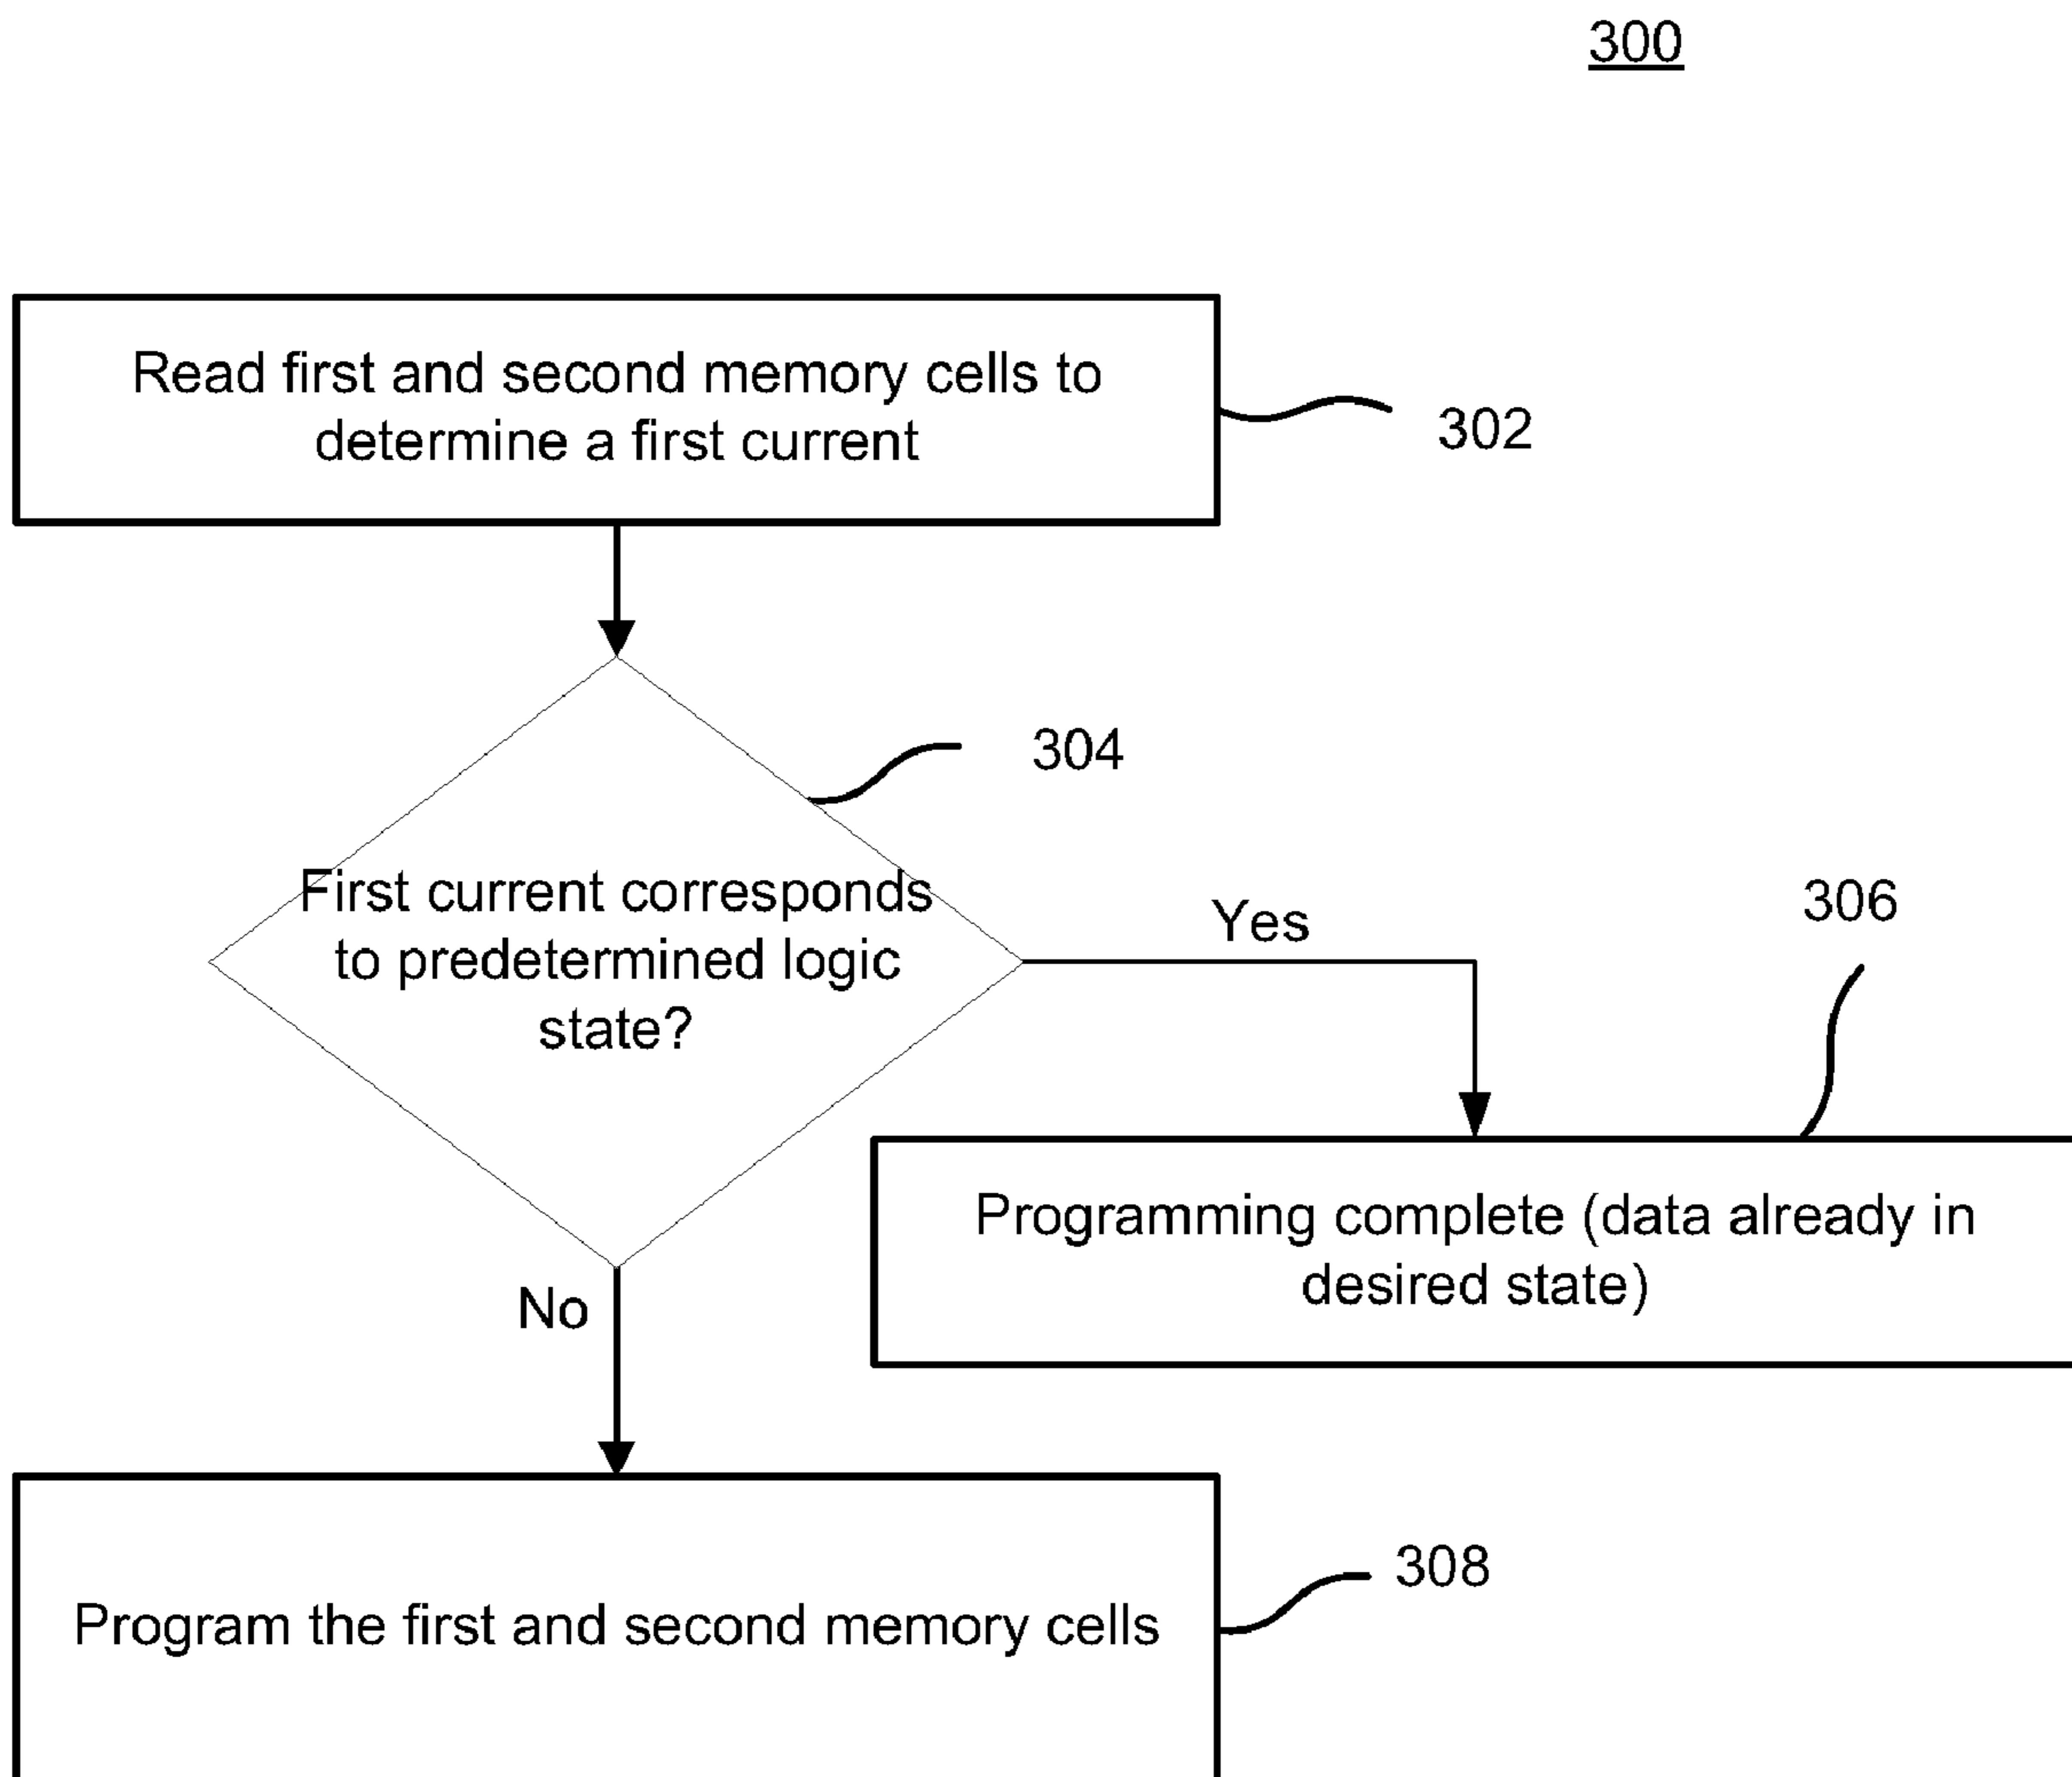 300
Read first and second memory cells to
determine a first current
302
304
First current corresponds
to predetermined logic
state?
Yes
306
Programming complete (data already in
desired state)
No
308
Program the first and second memory cells